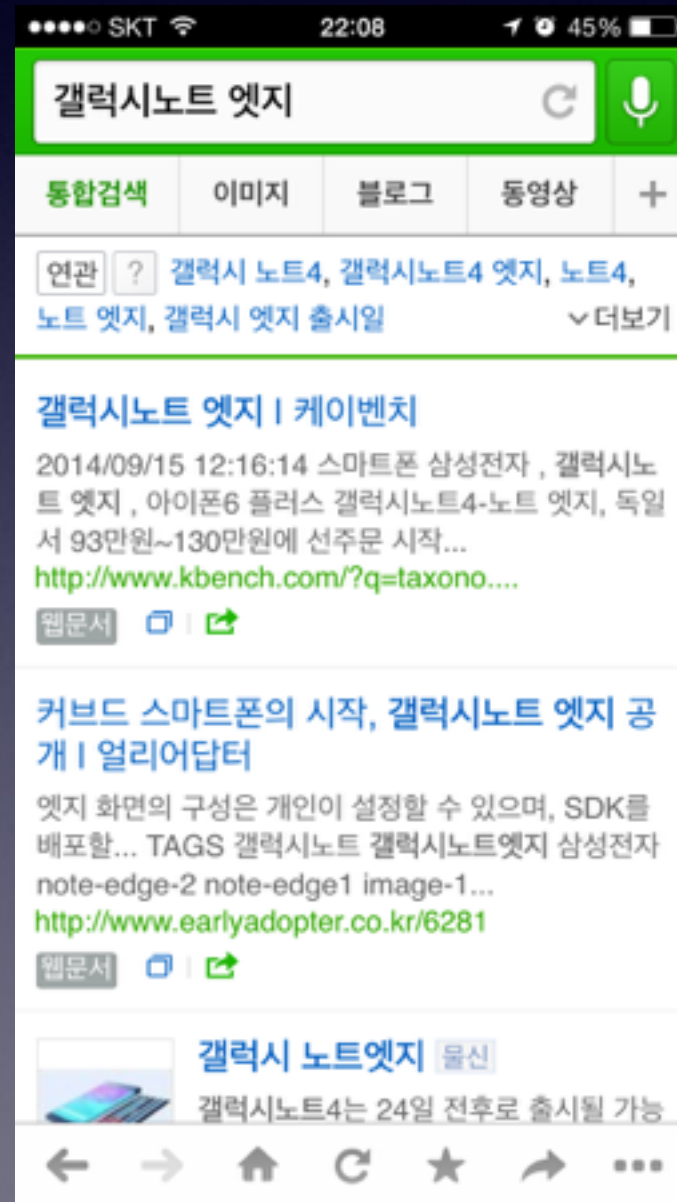 SKT 22:08 45%
갤럭시노트 엣지
통합검색 이미지 블로그 동영상 +
연관 ? 갤럭시 노트4, 갤럭시노트4 엣지, 노트4,
노트 엣지, 갤럭시 엣지 출시일 더보기
갤럭시노트 엣지 | 케이벤치
2014/09/15 12:16:14 스마트폰 삼성전자 , 갤럭시노
트 엣지 , 아이폰6 플러스 갤럭시노트4-노트 엣지, 독일
서 93만원~130만원에 선주문 시작...
http://www.kbench.com/?q=taxono....
웹문서
커브드 스마트폰의 시작, 갤럭시노트 엣지 공
개 | 얼리어답터
엣지 화면의 구성은 개인이 설정할 수 있으며, SDK를
배포할... TAGS 갤럭시노트 갤럭시노트엣지 삼성전자
note-edge-2 note-edge1 image-1...
http://www.earlyadopter.co.kr/6281
웹문서
갤럭시 노트엣지 물신
갤럭시노트4는 24일 전후로 출시될 가능